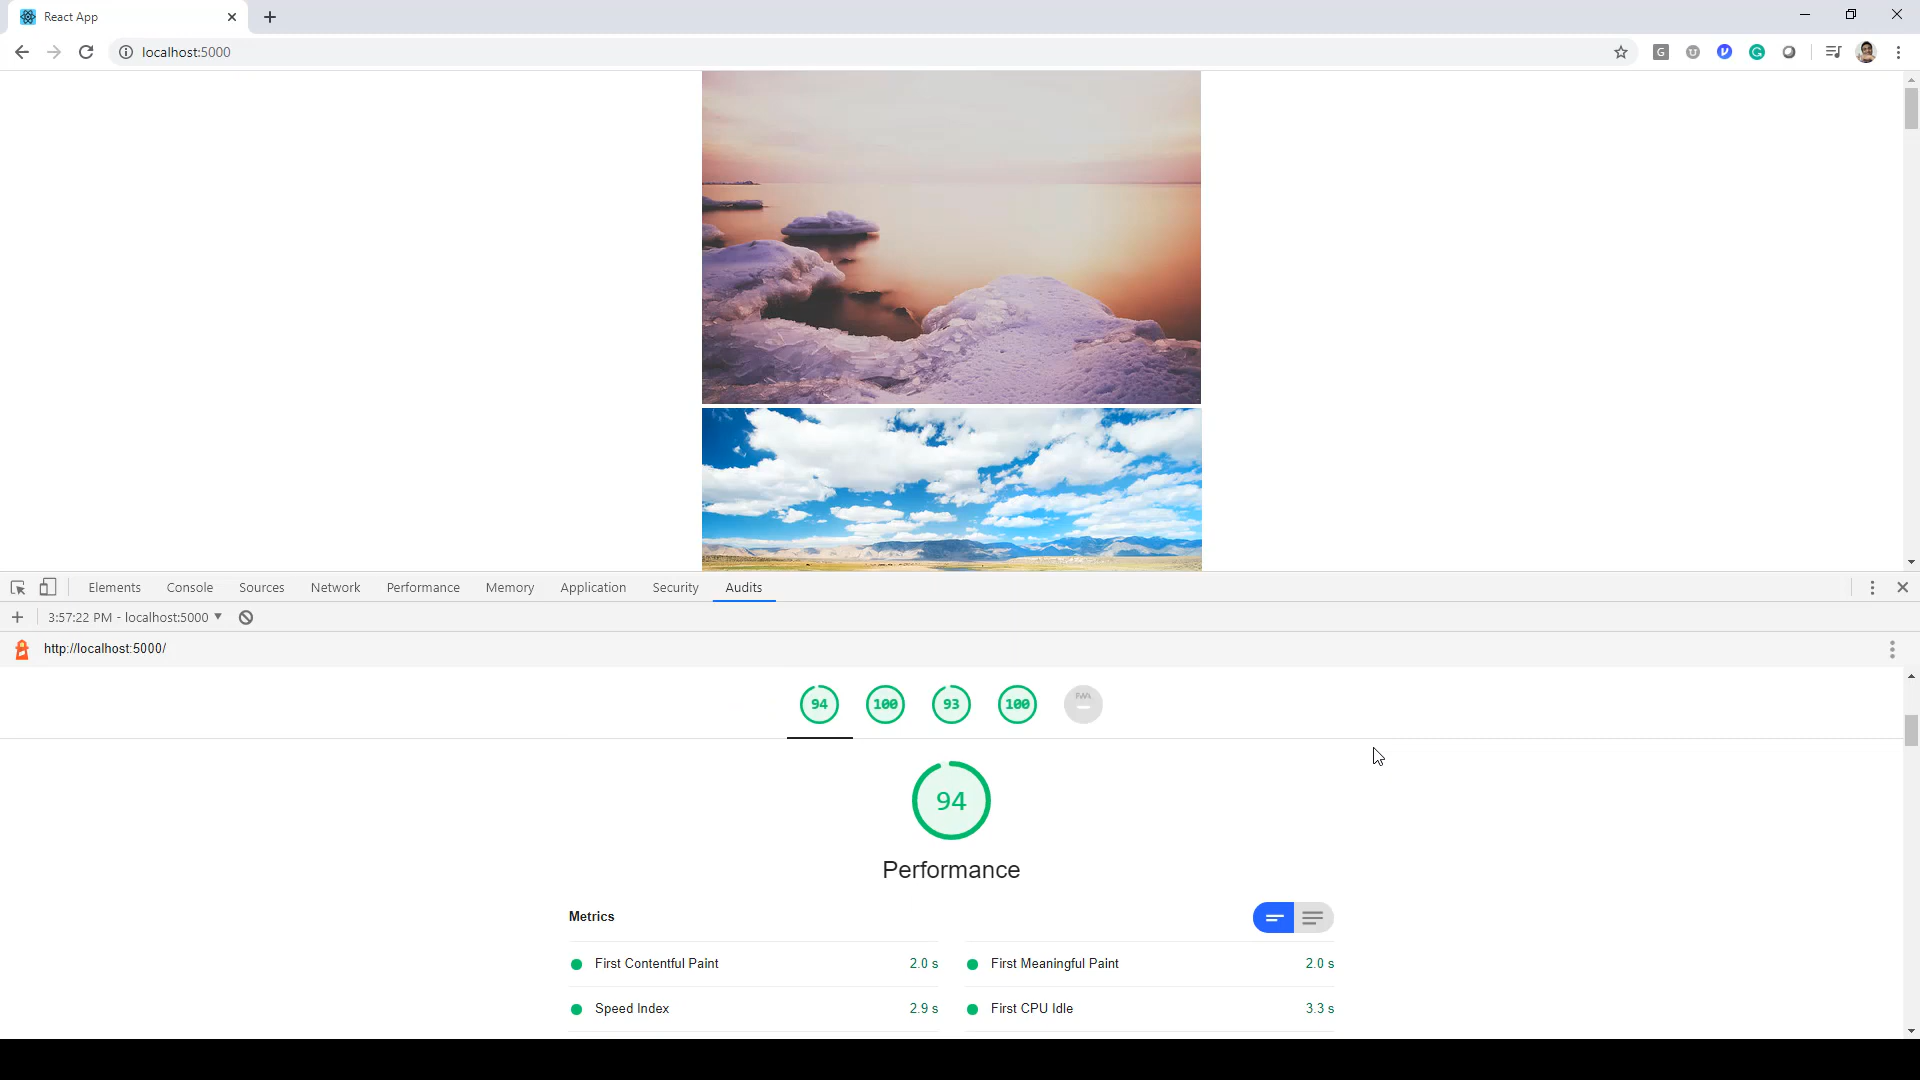 React App
localhost:5000
Elements Console Sources Network Performance Memory Application Security Audits
3:57:22 PM - localhost:5000
http://localhost:5000/
94 100 93 100 PWA
94
Performance
Metrics
First Contentful Paint 2.0 s First Meaningful Paint 2.0 s
Speed Index 2.9 s First CPU Idle 3.3 s